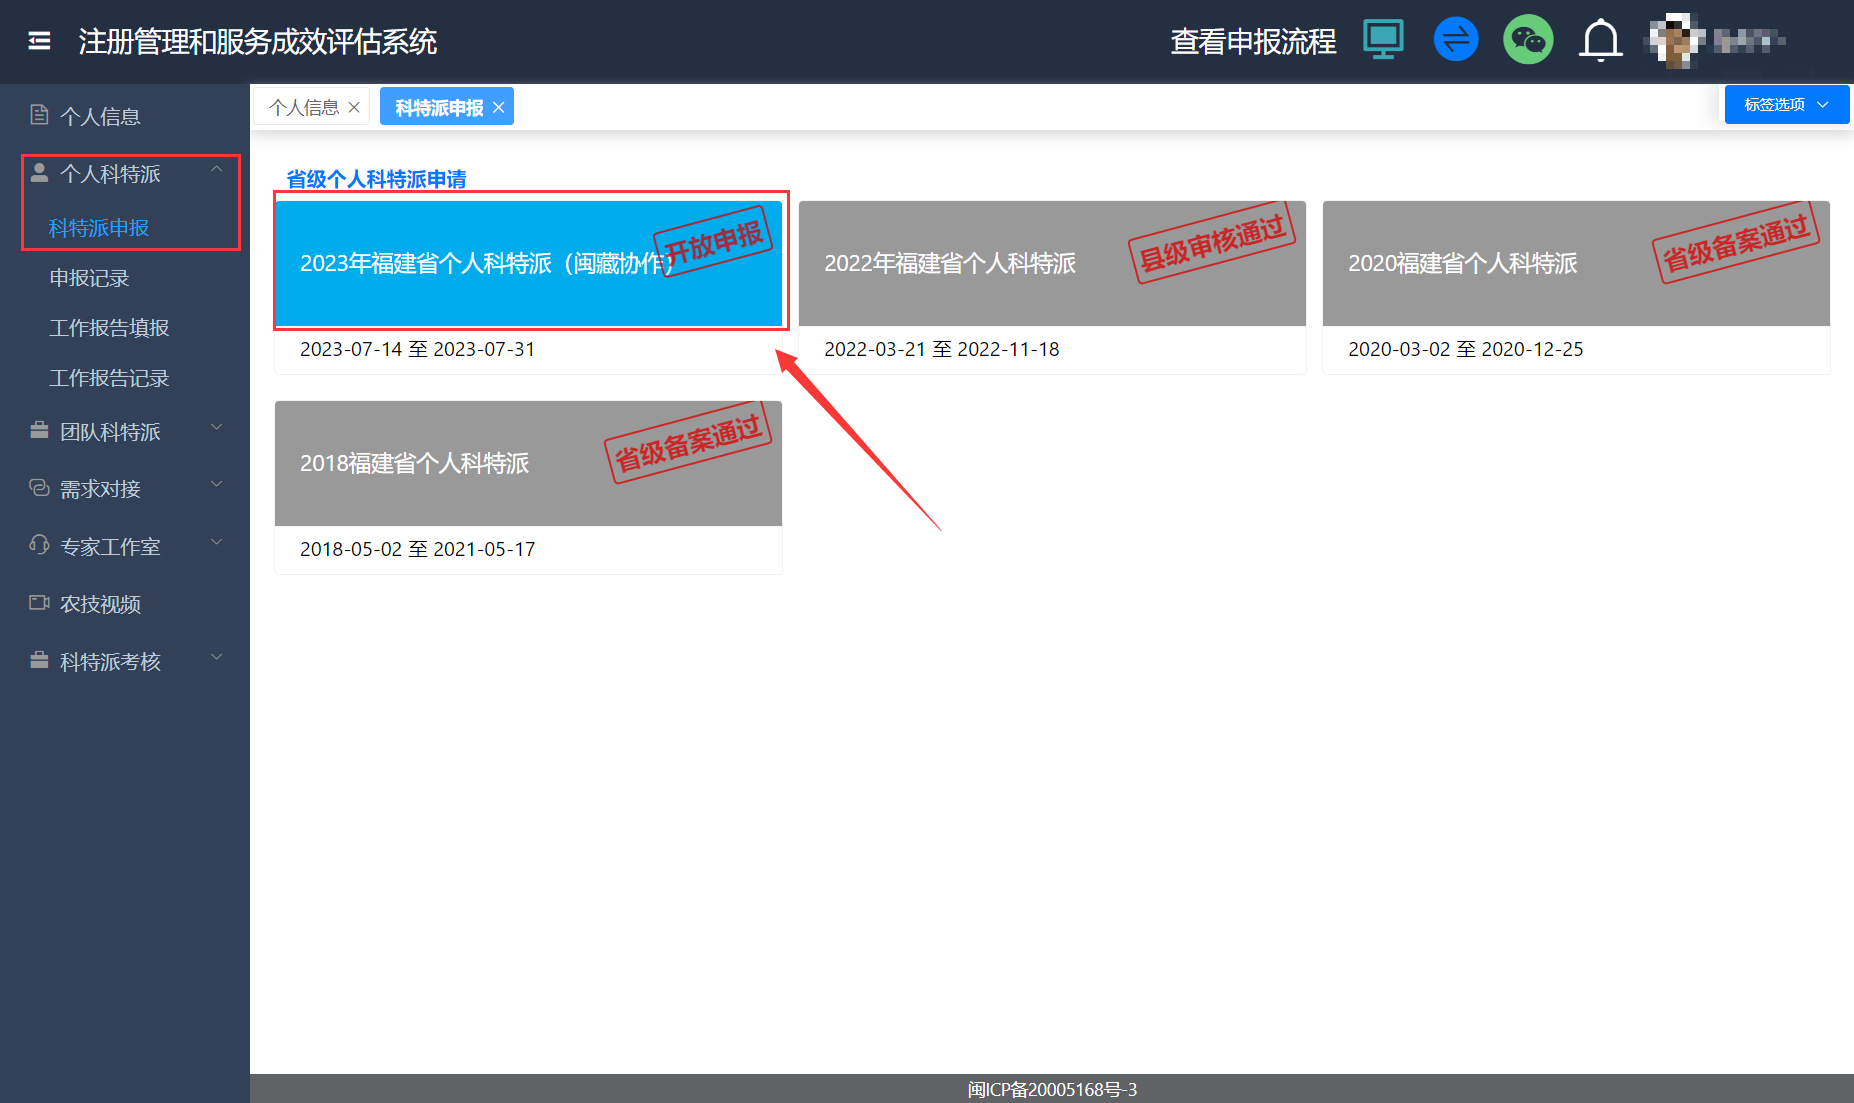 注册管理和服务成效评估系统
查看申报流程
个人信息
个人科特派
科特派申报
申报记录
工作报告填报
工作报告记录
团队科特派
需求对接
专家工作室
农技视频
科特派考核
个人信息
科特派申报
标签选项
省级个人科特派申请
2023年福建省个人科特派（闽藏协作）
开放申报
2023-07-14 至 2023-07-31
2022年福建省个人科特派
县级审核通过
2022-03-21 至 2022-11-18
2020福建省个人科特派
省级备案通过
2020-03-02 至 2020-12-25
2018福建省个人科特派
省级备案通过
2018-05-02 至 2021-05-17
闽ICP备20005168号-3